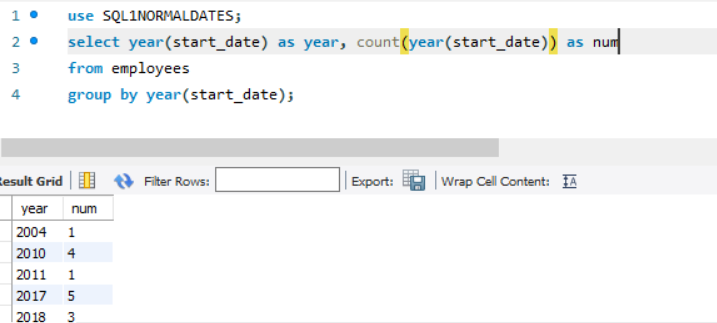 1 use SQL1NORMALDATES;
2 select year(start_date) as year, count(year(start_date)) as num
3 from employees
4 group by year(start_date);
Result Grid Filter Rows: Export: Wrap Cell Content: IA
year num
2004 1
2010 4
2011 1
2017 5
2018 3